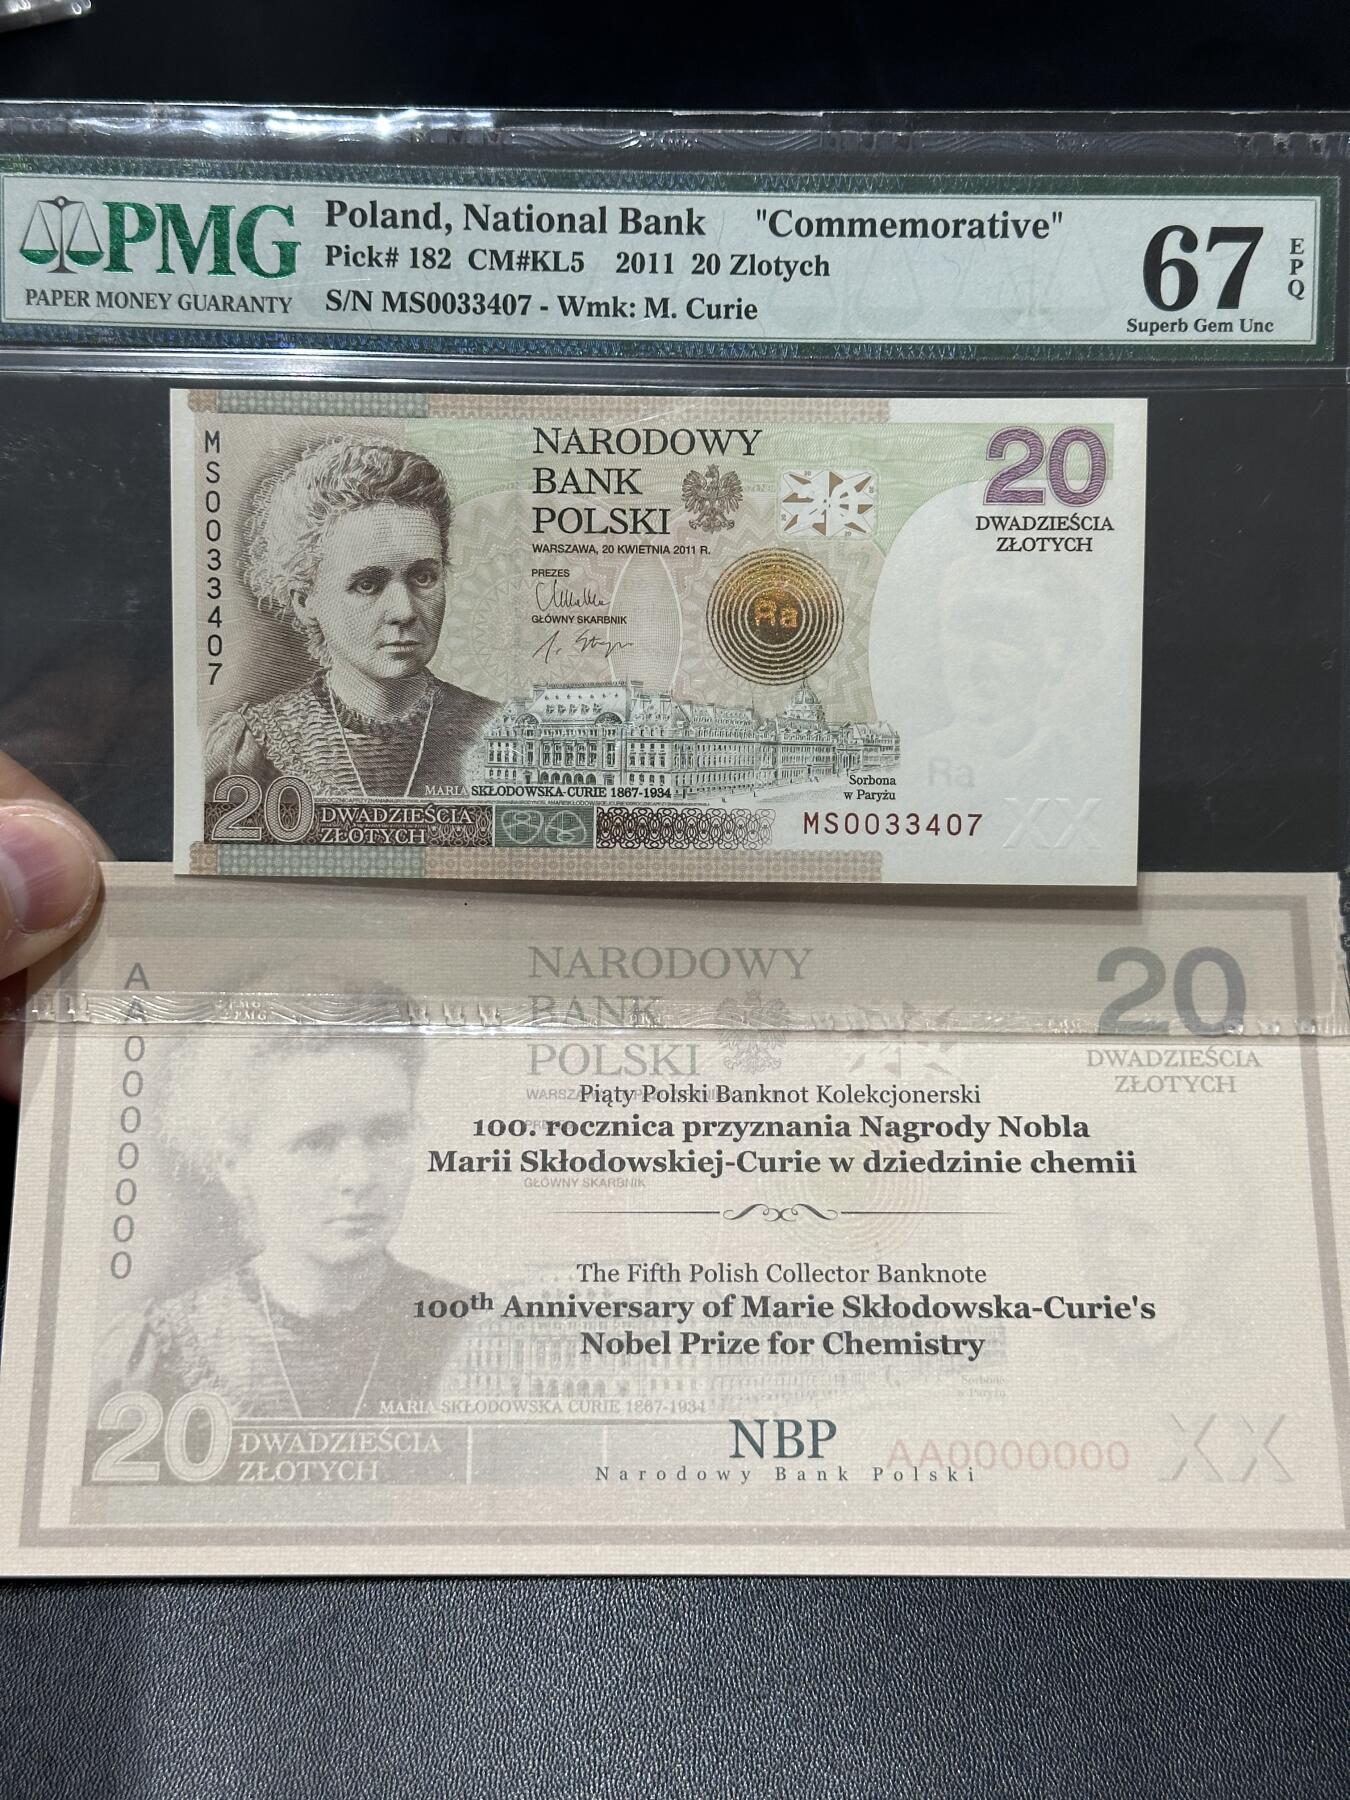 PMG
PAPER MONEY GUARANTY
Poland, National Bank "Commemorative"
Pick# 182 CM#KL5 2011 20 Zlotych
S/N MS0033407 - Wmk: M. Curie
67
EPQ
Superb Gem Unc
MS0033407
NARODOWY
BANK
POLSKI
WARSZAWA, 20 KWIETNIA 2011 R.
PREZES
GŁÓWNY SKARBNIK
20
DWADZIEŚCIA
ZŁOTYCH
Ra
Sorbona
w Paryżu
Ra
MARIA SKŁODOWSKA-CURIE 1867-1934
20
DWADZIEŚCIA
ZŁOTYCH
MS0033407
XX
AA0000000
NARODOWY
BANK
POLSKI
20
DWADZIEŚCIA
ZŁOTYCH
Piąty Polski Banknot Kolekcjonerski
100. rocznica przyznania Nagrody Nobla
Marii Skłodowskiej-Curie w dziedzinie chemii
GŁÓWNY SKARBNIK
The Fifth Polish Collector Banknote
100th Anniversary of Marie Skłodowska-Curie's
Nobel Prize for Chemistry
Sorbona
w Paryżu
MARIA SKŁODOWSKA CURIE 1867-1934
20
DWADZIEŚCIA
ZŁOTYCH
NBP
Narodowy Bank Polski
AA0000000
XX